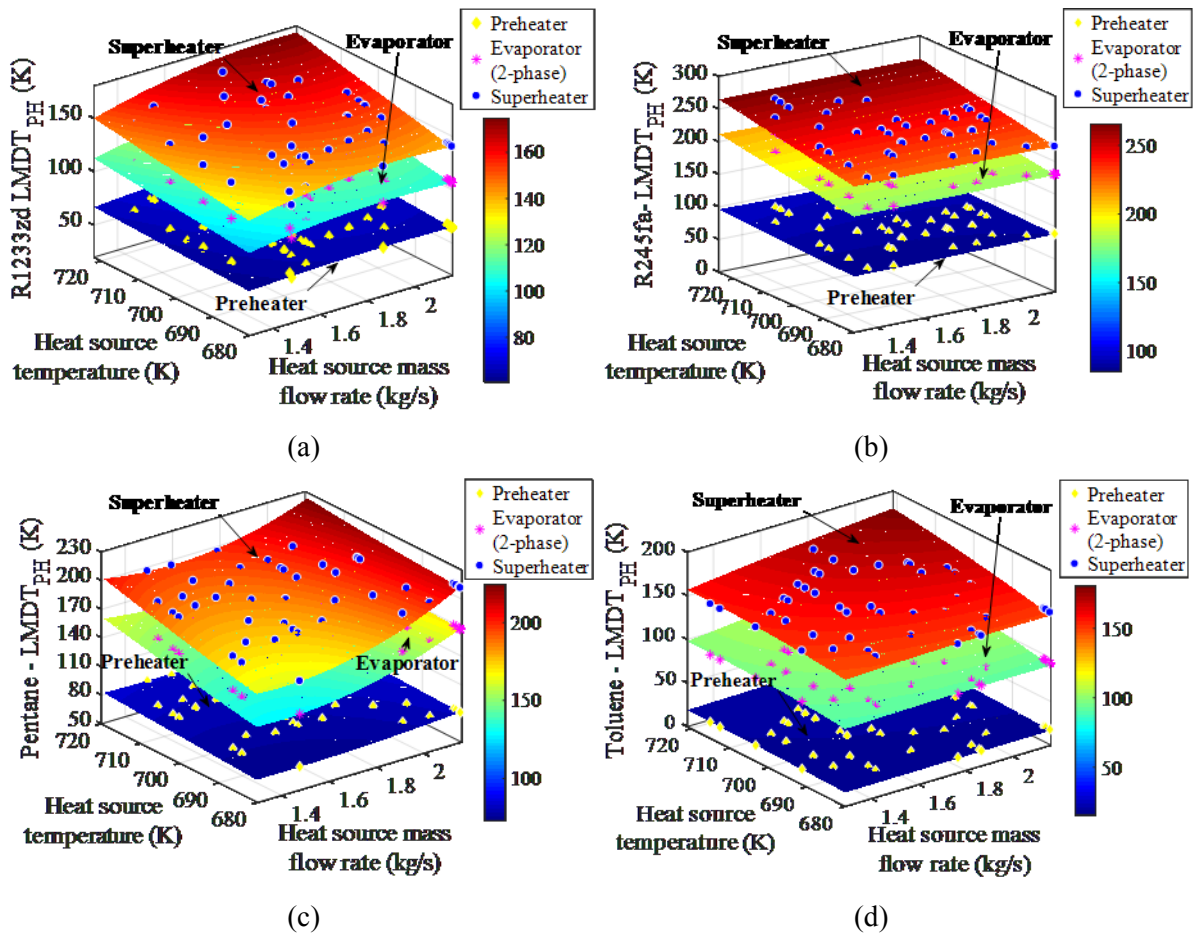 R1233zd LMDT_PH (K)
150
100
50
Superheater
Evaporator
Preheater
Preheater
Evaporator
(2-phase)
Superheater
160
140
120
100
80
720
710
700
690
680
Heat source
temperature (K)
1.4
1.6
1.8
2
Heat source mass
flow rate (kg/s)
(a)
R245fa- LMDT_PH (K)
300
250
200
150
100
50
0
Superheater
Evaporator
Preheater
Preheater
Evaporator
(2-phase)
Superheater
250
200
150
100
720
710
700
690
680
Heat source
temperature (K)
1.4
1.6
1.8
2
Heat source mass
flow rate (kg/s)
(b)
Pentane - LMDT_PH (K)
230
200
170
140
110
80
50
Superheater
Preheater
Evaporator
Preheater
Evaporator
(2-phase)
Superheater
200
150
100
720
710
700
690
680
Heat source
temperature (K)
1.4
1.6
1.8
2
Heat source mass
flow rate (kg/s)
(c)
Toluene - LMDT_PH (K)
200
150
100
50
0
Superheater
Evaporator
Preheater
Preheater
Evaporator
(2-phase)
Superheater
150
100
50
720
710
700
690
680
Heat source
temperature (K)
1.4
1.6
1.8
2
Heat source mass
flow rate (kg/s)
(d)